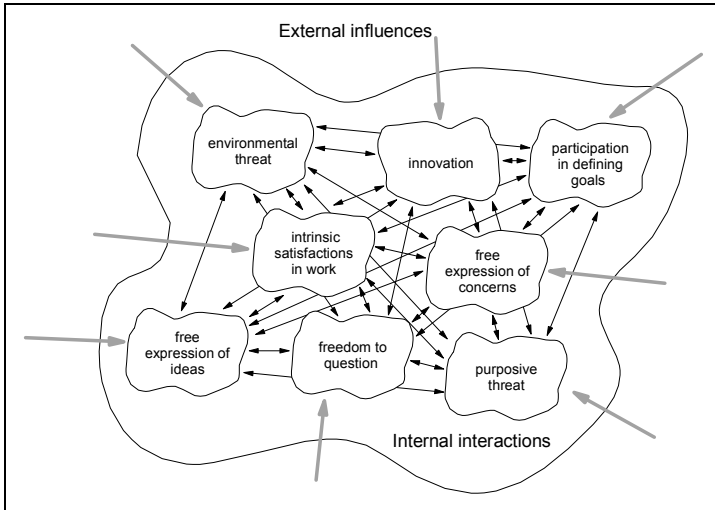 External influences
environmental
threat
innovation
participation
in defining
goals
intrinsic
satisfactions
in work
free
expression of
concerns
free
expression of
ideas
freedom to
question
purposive
threat
Internal interactions